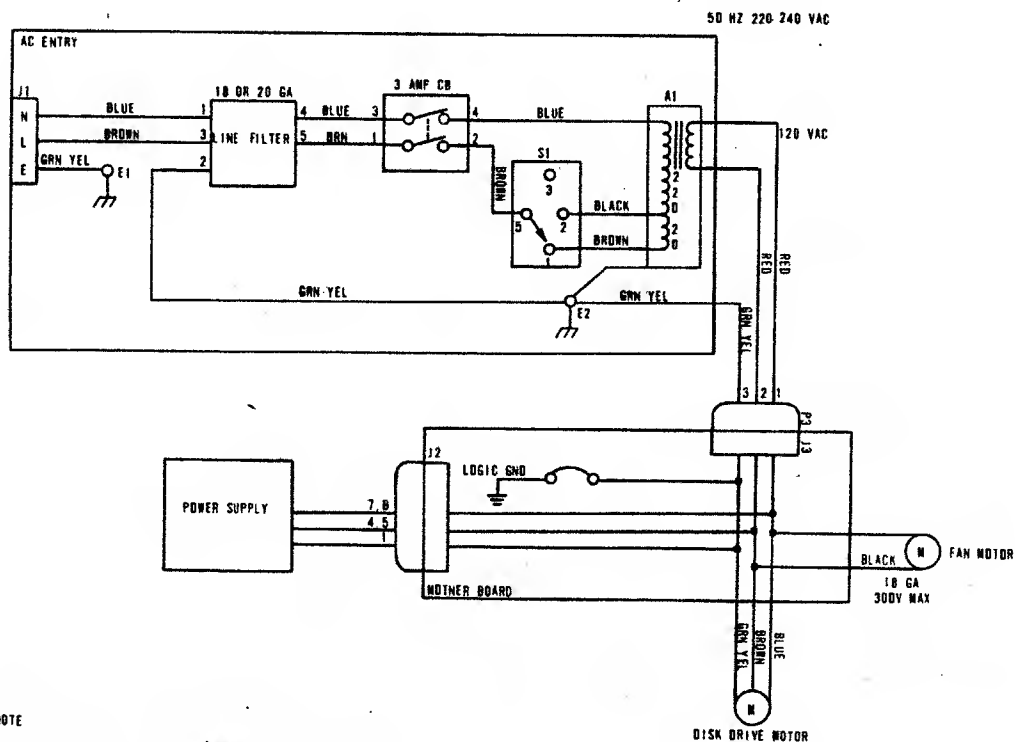 50 HZ 220-240 VAC
AC ENTRY
J1
18 OR 20 GA
3 AMP CB
A1
N
BLUE
1
4
BLUE
3
4
BLUE
L
BROWN
3
LINE FILTER
5
BRN
1
2
120 VAC
E
GRN YEL
E1
2
S1
3
BROWN
5
2
BLACK
BROWN
1
2
2
0
2
0
RED
RED
GRN YEL
E2
GRN YEL
GRN YEL
3 2 1
P3
J3
J2
LOGIC GND
POWER SUPPLY
7,8
4 5
1
MOTHER BOARD
M
FAN MOTOR
BLACK
18 GA
300V MAX
GRN YEL
BROWN
BLUE
M
DISK DRIVE MOTOR
OTE